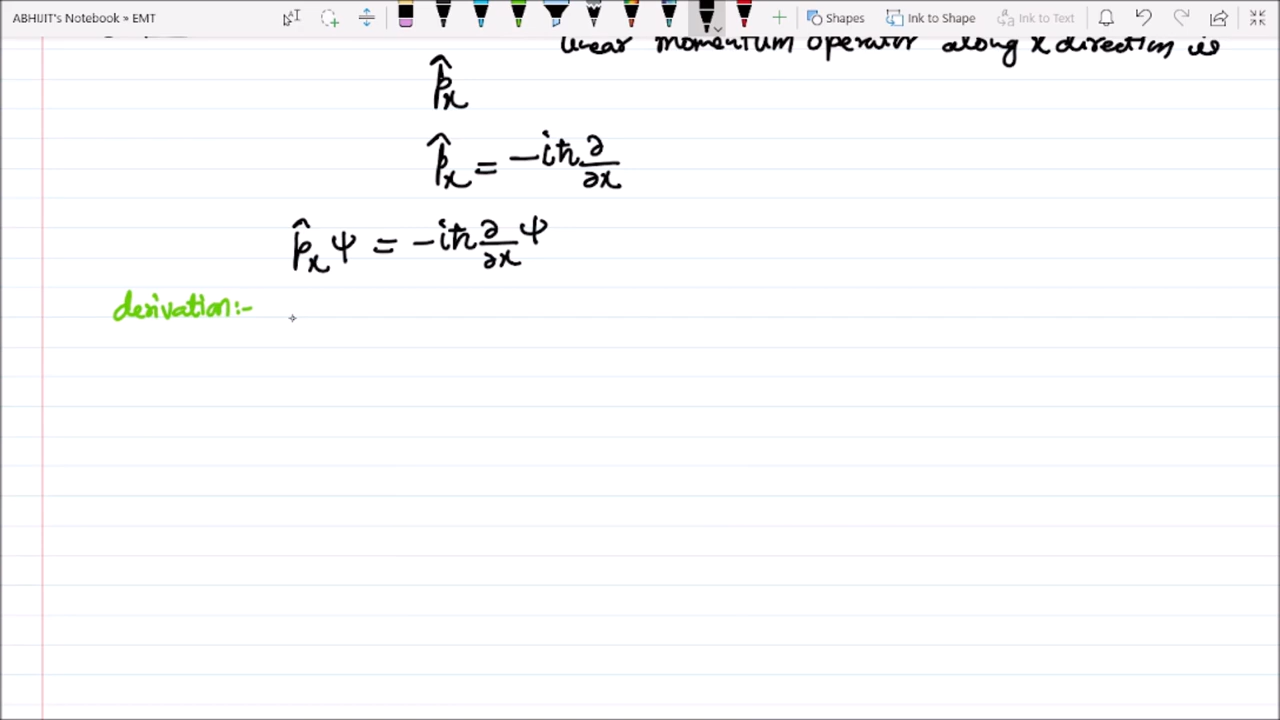 ABHIJIT's Notebook » EMT
Shapes
Ink to Shape
Ink to Text
linear momentum operator along x direction is
p̂ₓ
p̂ₓ = -iħ ∂/∂x
p̂ₓ ψ = -iħ ∂/∂x ψ
derivation:-